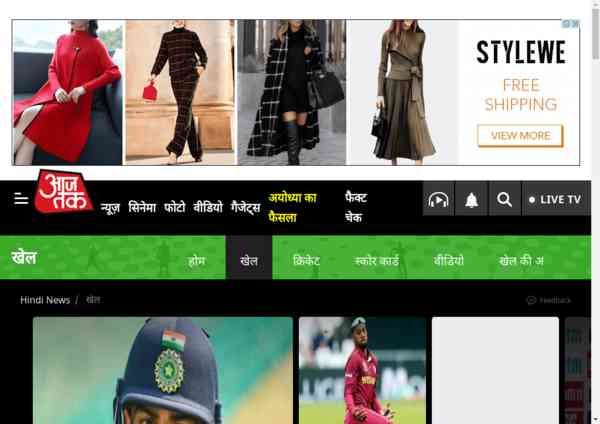 STYLEWE
FREE
SHIPPING
VIEW MORE
आज
तक
न्यूज़ सिनेमा फोटो वीडियो गैजेट्स अयोध्या का फैसला फैक्ट चेक LIVE TV
खेल होम खेल क्रिकेट स्कोर कार्ड वीडियो खेल की अ
Hindi News / खेल Feedback